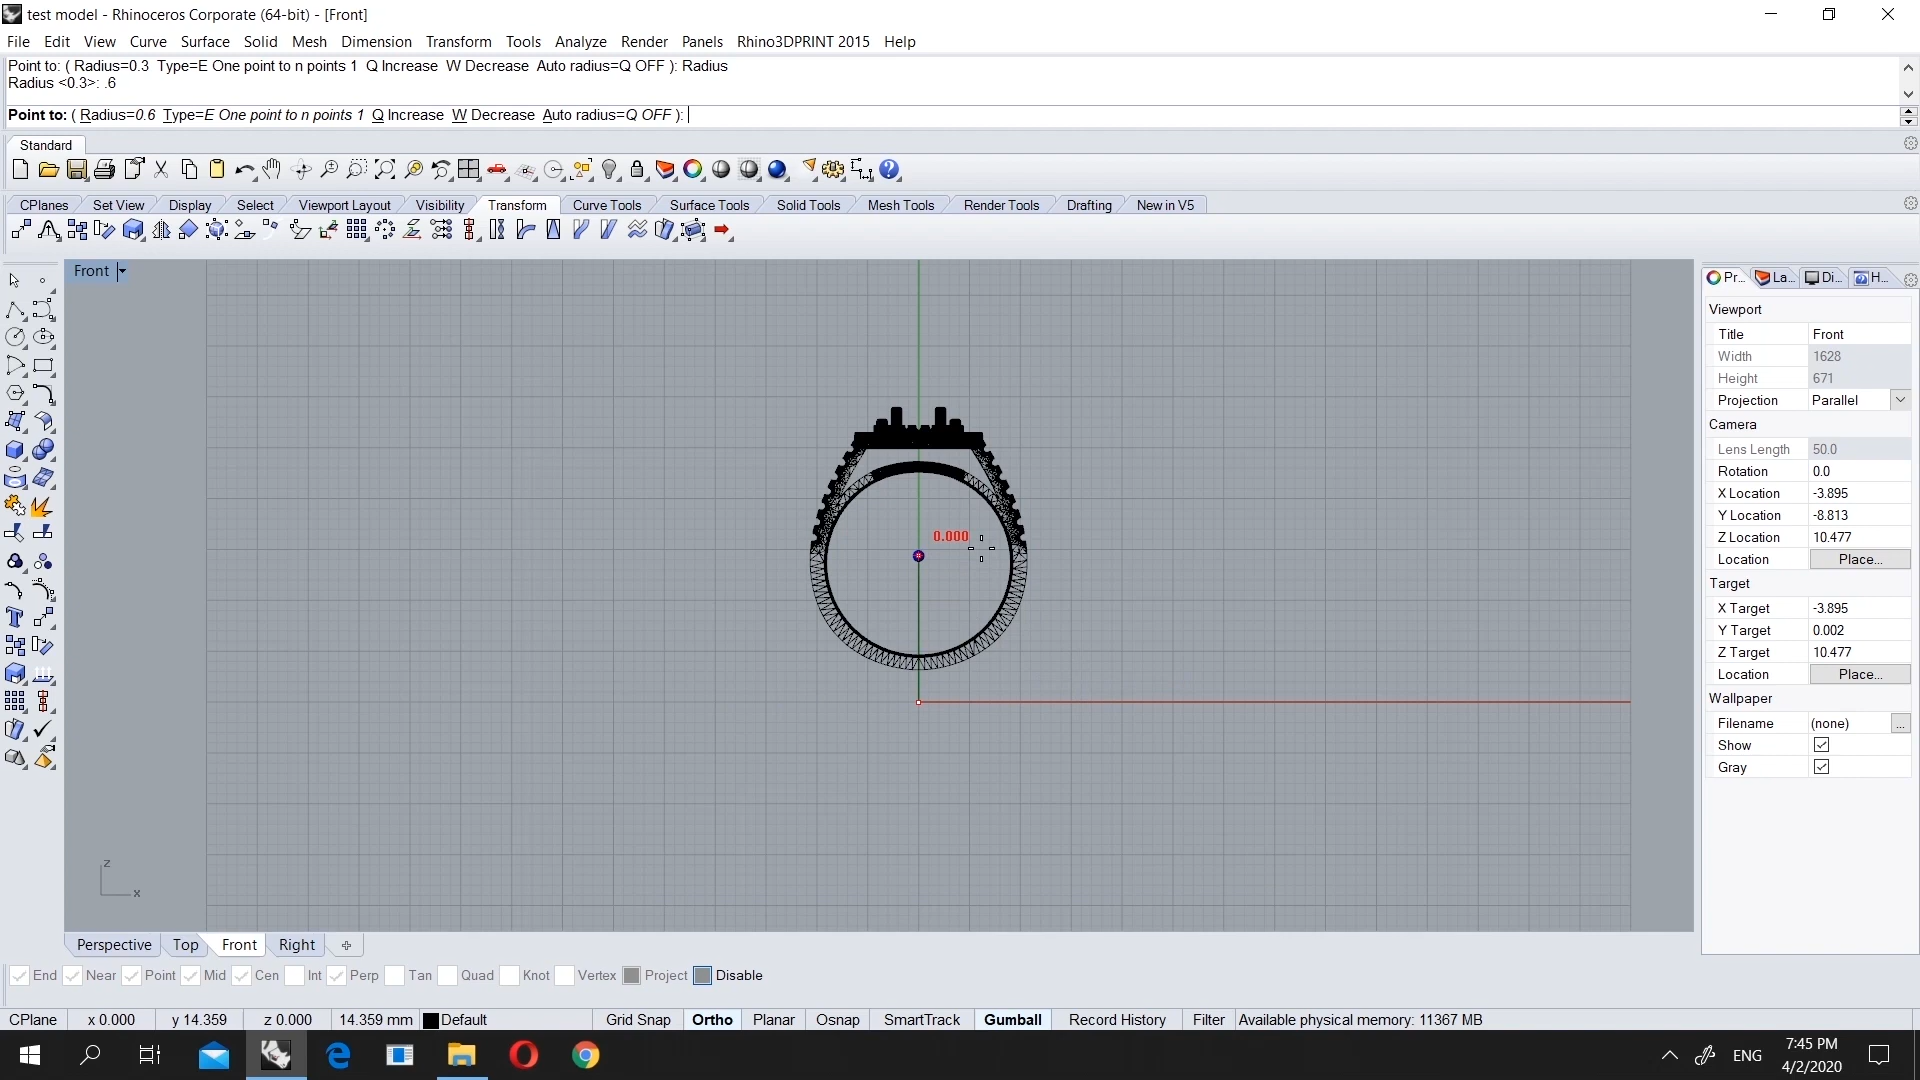 test model - Rhinoceros Corporate (64-bit) - [Front]
File Edit View Curve Surface Solid Mesh Dimension Transform Tools Analyze Render Panels Rhino3DPRINT 2015 Help
Point to: ( Radius=0.3 Type=E One point to n points 1 Q Increase W Decrease Auto radius=Q OFF ): Radius
Radius <0.3>: .6
Point to: ( Radius=0.6 Type=E One point to n points 1 Q Increase W Decrease Auto radius=Q OFF ):
Standard
CPlanes Set View Display Select Viewport Layout Visibility Transform Curve Tools Surface Tools Solid Tools Mesh Tools Render Tools Drafting New in V5
Front
Pr... La... Di... H...
Viewport
Title Front
Width 1628
Height 671
Projection Parallel
Camera
Lens Length 50.0
Rotation 0.0
X Location -3.895
Y Location -8.813
Z Location 10.477
Location Place...
Target
X Target -3.895
Y Target 0.002
Z Target 10.477
Location Place...
Wallpaper
Filename (none) ...
Show
Gray
0.000
z
x
Perspective Top Front Right
End Near Point Mid Cen Int Perp Tan Quad Knot Vertex Project Disable
CPlane x 0.000 y 14.359 z 0.000 14.359 mm Default Grid Snap Ortho Planar Osnap SmartTrack Gumball Record History Filter Available physical memory: 11367 MB
ENG
7:45 PM
4/2/2020